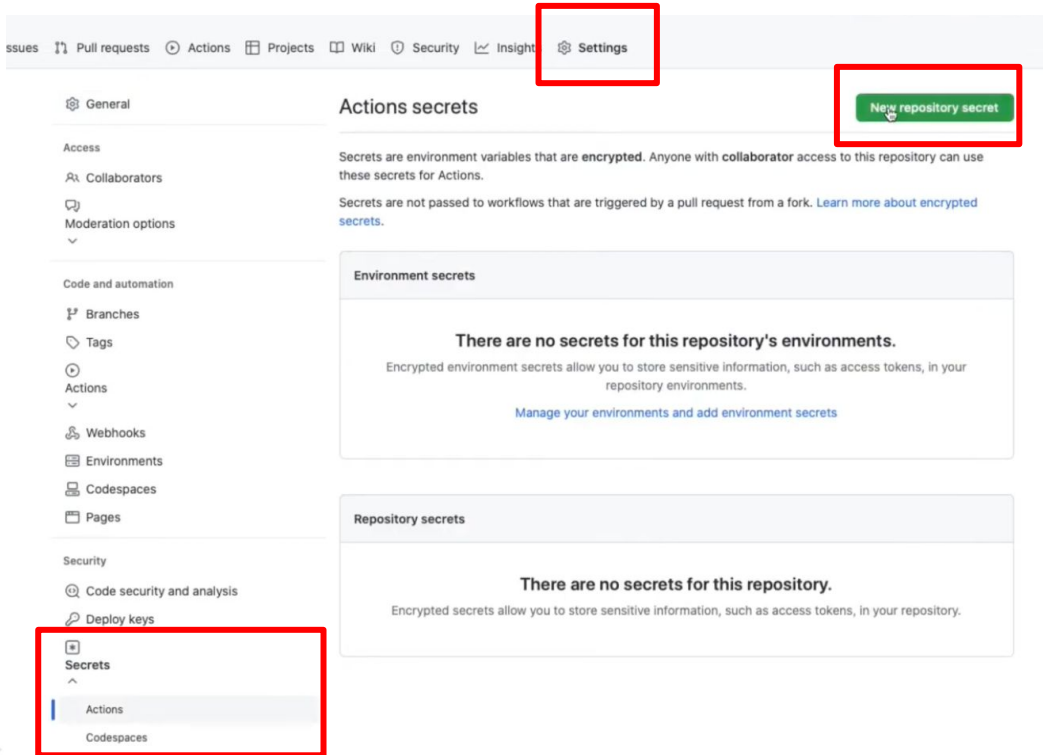 ssues Pull requests Actions Projects Wiki Security Insight Settings
General
Access
Collaborators
Moderation options
Code and automation
Branches
Tags
Actions
Webhooks
Environments
Codespaces
Pages
Security
Code security and analysis
Deploy keys
Secrets
Actions
Codespaces
Actions secrets
New repository secret
Secrets are environment variables that are encrypted. Anyone with collaborator access to this repository can use
these secrets for Actions.
Secrets are not passed to workflows that are triggered by a pull request from a fork. Learn more about encrypted
secrets.
Environment secrets
There are no secrets for this repository's environments.
Encrypted environment secrets allow you to store sensitive information, such as access tokens, in your
repository environments.
Manage your environments and add environment secrets
Repository secrets
There are no secrets for this repository.
Encrypted secrets allow you to store sensitive information, such as access tokens, in your repository.